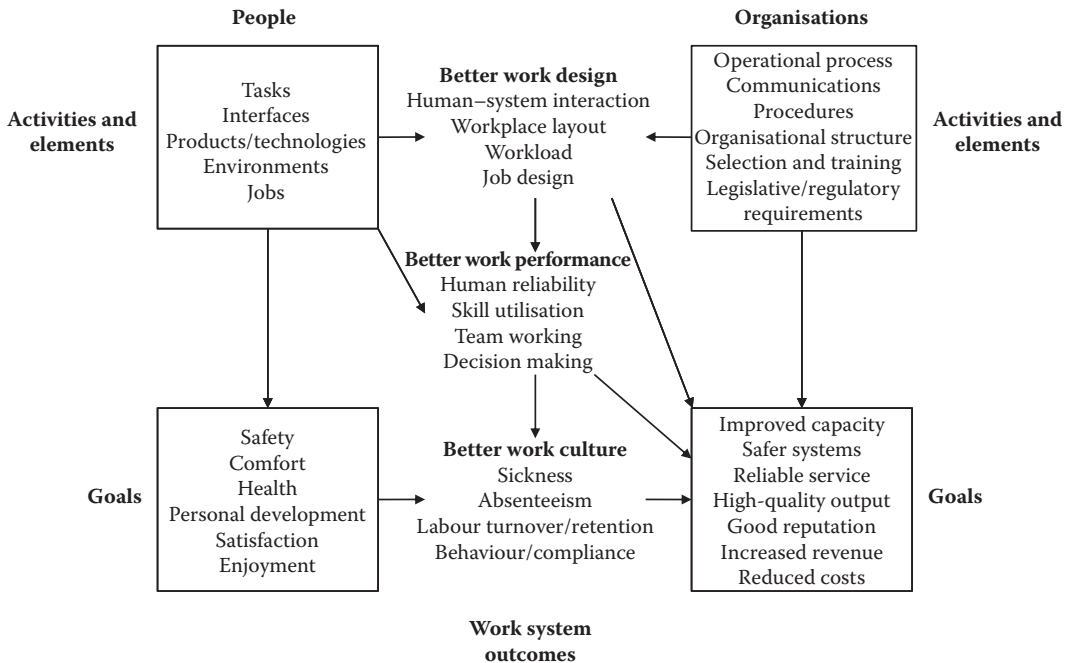 People
Organisations
Activities and
elements
Tasks
Interfaces
Products/technologies
Environments
Jobs
Better work design
Human–system interaction
Workplace layout
Workload
Job design
Operational process
Communications
Procedures
Organisational structure
Selection and training
Legislative/regulatory
requirements
Activities and
elements
Better work performance
Human reliability
Skill utilisation
Team working
Decision making
Goals
Safety
Comfort
Health
Personal development
Satisfaction
Enjoyment
Better work culture
Sickness
Absenteeism
Labour turnover/retention
Behaviour/compliance
Improved capacity
Safer systems
Reliable service
High-quality output
Good reputation
Increased revenue
Reduced costs
Goals
Work system
outcomes